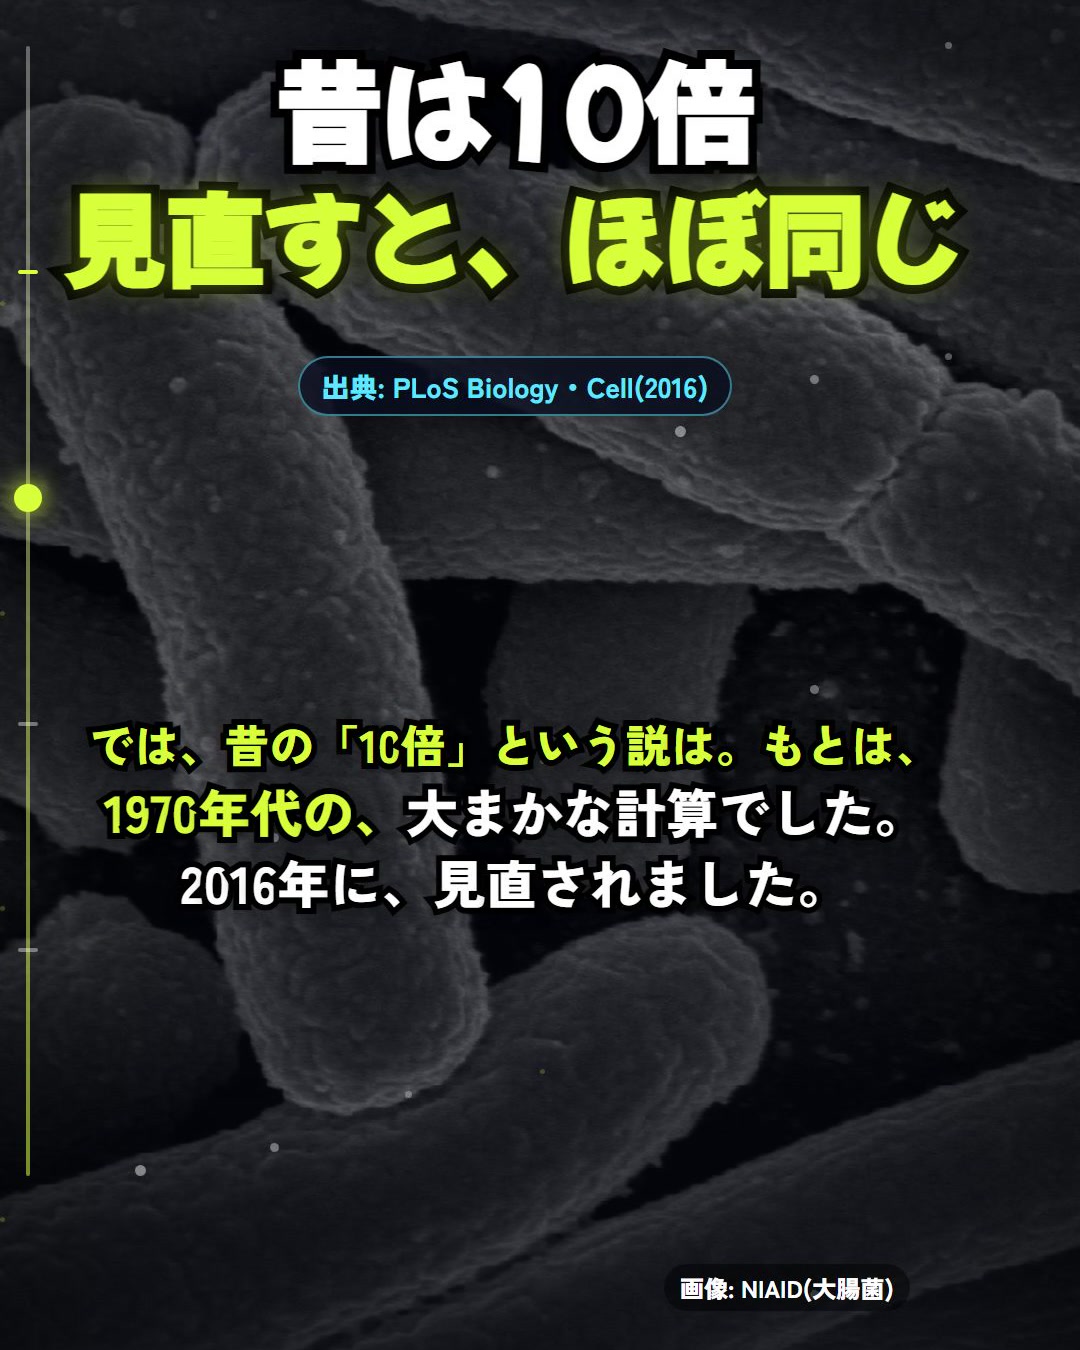 昔は10倍
見直すと、ほぼ同じ
出典: PLoS Biology・Cell(2016)
では、昔の「10倍」という説は。もとは、
1970年代の、大まかな計算でした。
2016年に、見直されました。
画像: NIAID(大腸菌)